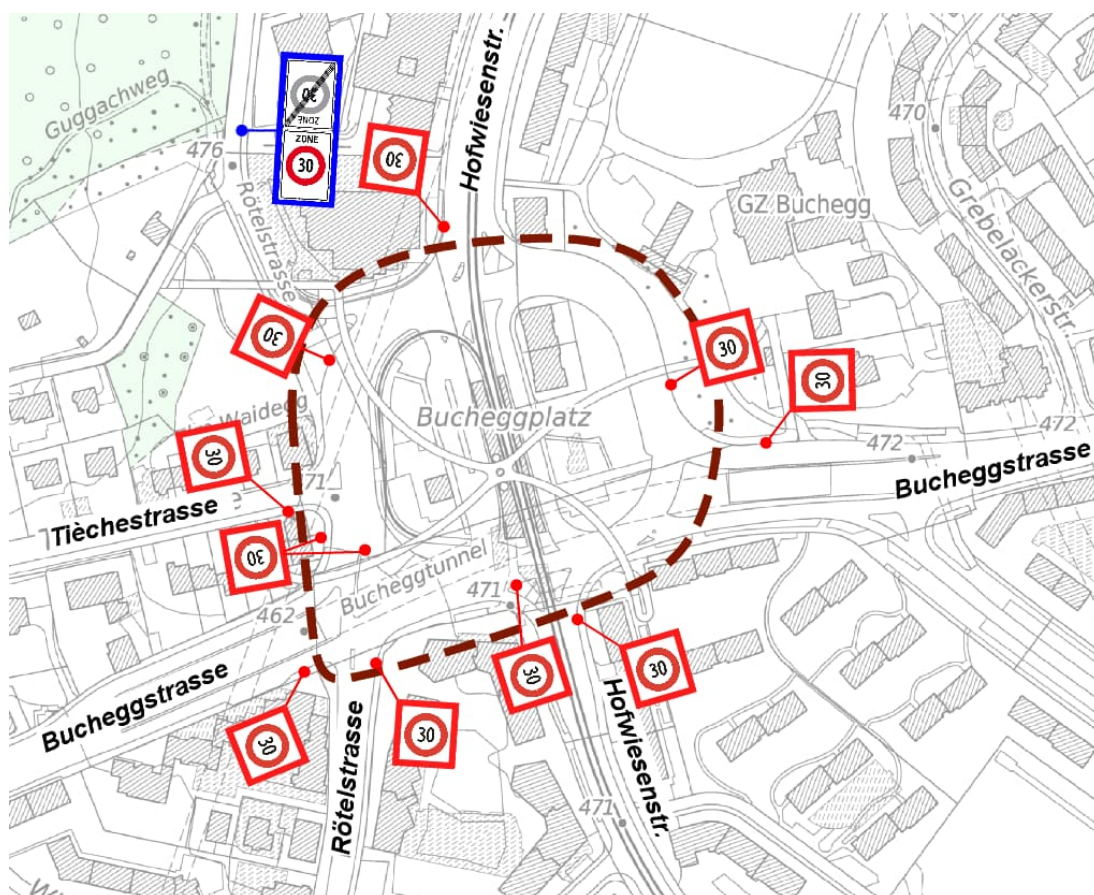 Guggachweg
476
Rötelstrasse
30
ZONE
ZONE
30
30
Hofwiesenstr.
470
GZ Buchegg
Grebelackerstr.
30
30
30
Bucheggplatz
Waidegg
30
472
472
Bucheggstrasse
71
Tièchestrasse
30
Bucheggtunnel
471
462
Bucheggstrasse
30
30
30
30
Rötelstrasse
Hofwiesenstr.
471